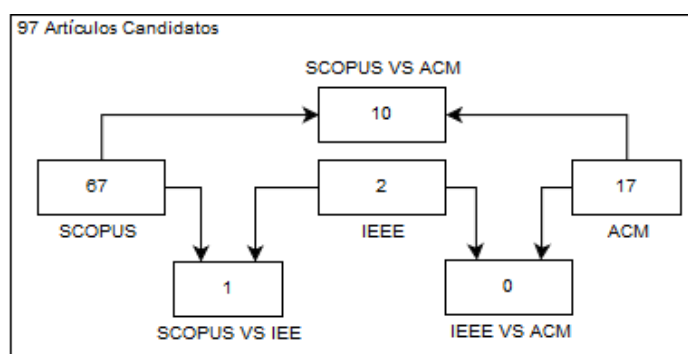 97 Artículos Candidatos
SCOPUS VS ACM
10
67
2
17
SCOPUS
IEEE
ACM
1
0
SCOPUS VS IEE
IEEE VS ACM